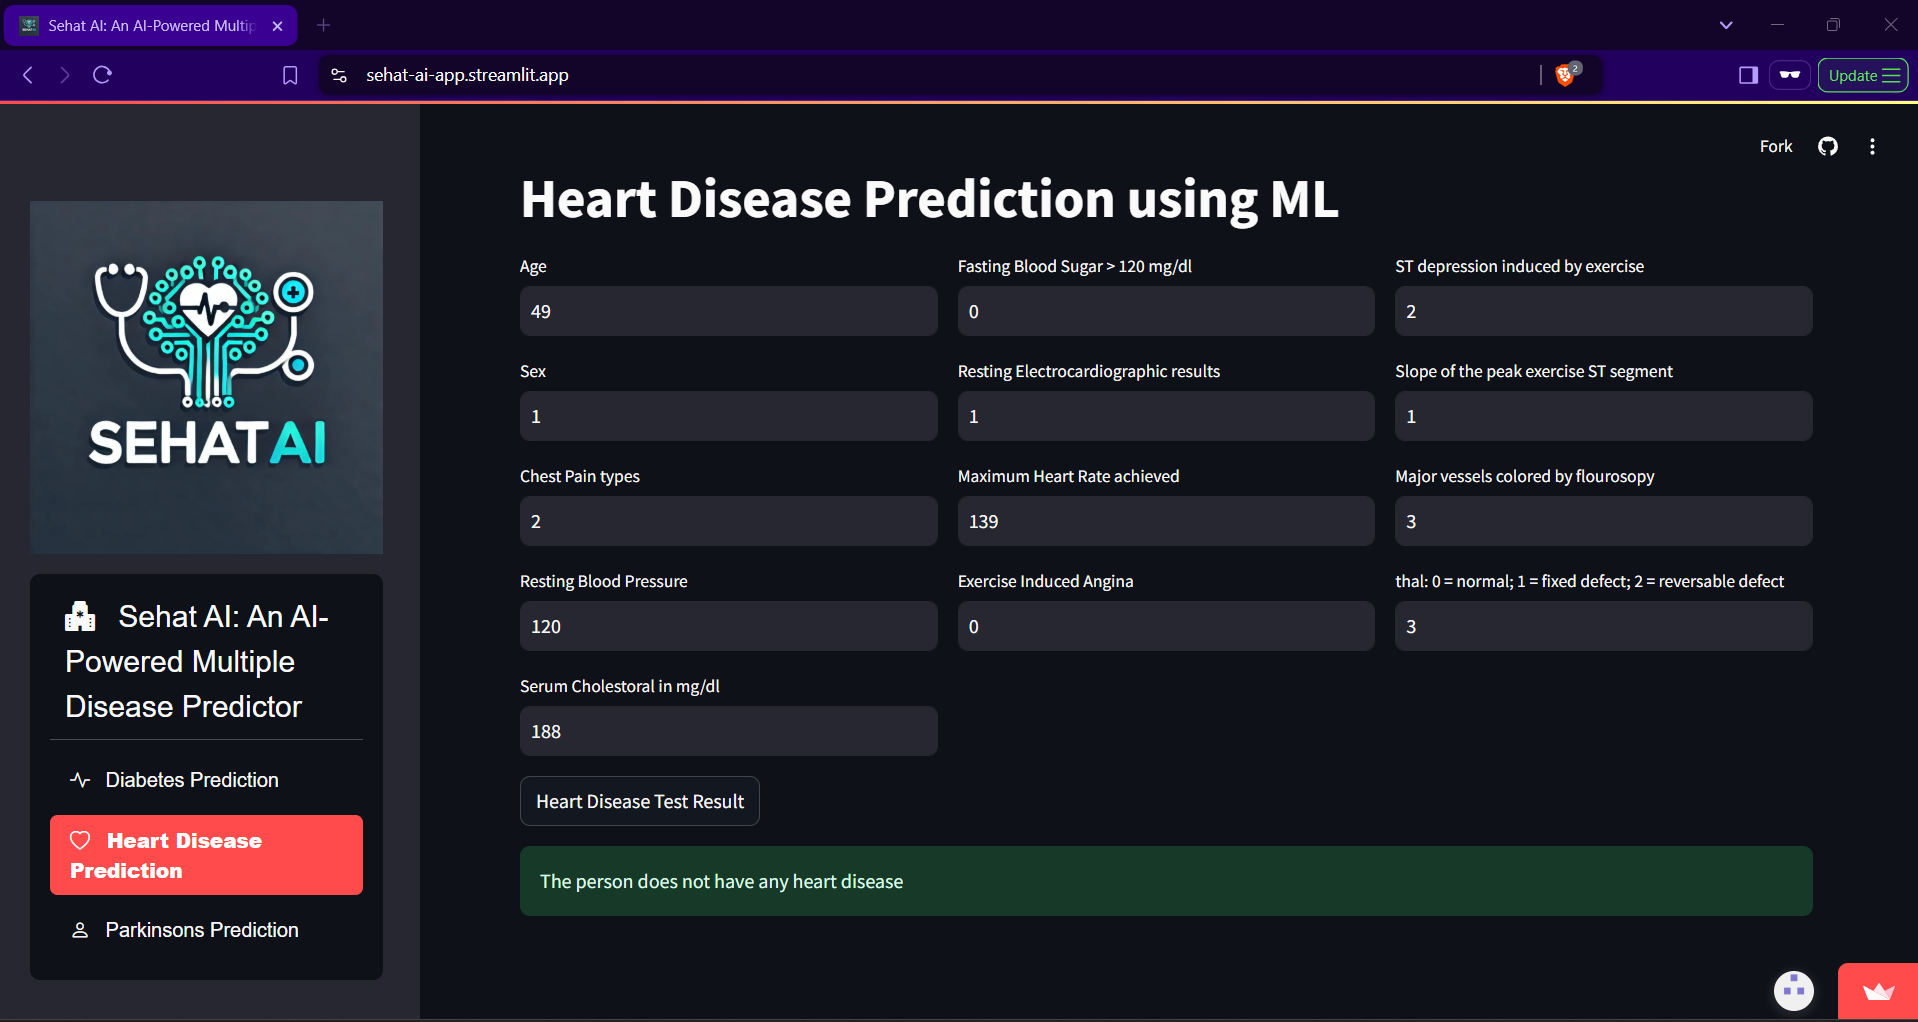 Sehat AI: An AI-Powered Multip
sehat-ai-app.streamlit.app
2
Update
Fork
SEHATAI
Sehat AI: An AI-
Powered Multiple
Disease Predictor
Diabetes Prediction
Heart Disease
Prediction
Parkinsons Prediction
Heart Disease Prediction using ML
Age
49
Sex
1
Chest Pain types
2
Resting Blood Pressure
120
Serum Cholestoral in mg/dl
188
Fasting Blood Sugar > 120 mg/dl
0
Resting Electrocardiographic results
1
Maximum Heart Rate achieved
139
Exercise Induced Angina
0
ST depression induced by exercise
2
Slope of the peak exercise ST segment
1
Major vessels colored by flourosopy
3
thal: 0 = normal; 1 = fixed defect; 2 = reversable defect
3
Heart Disease Test Result
The person does not have any heart disease